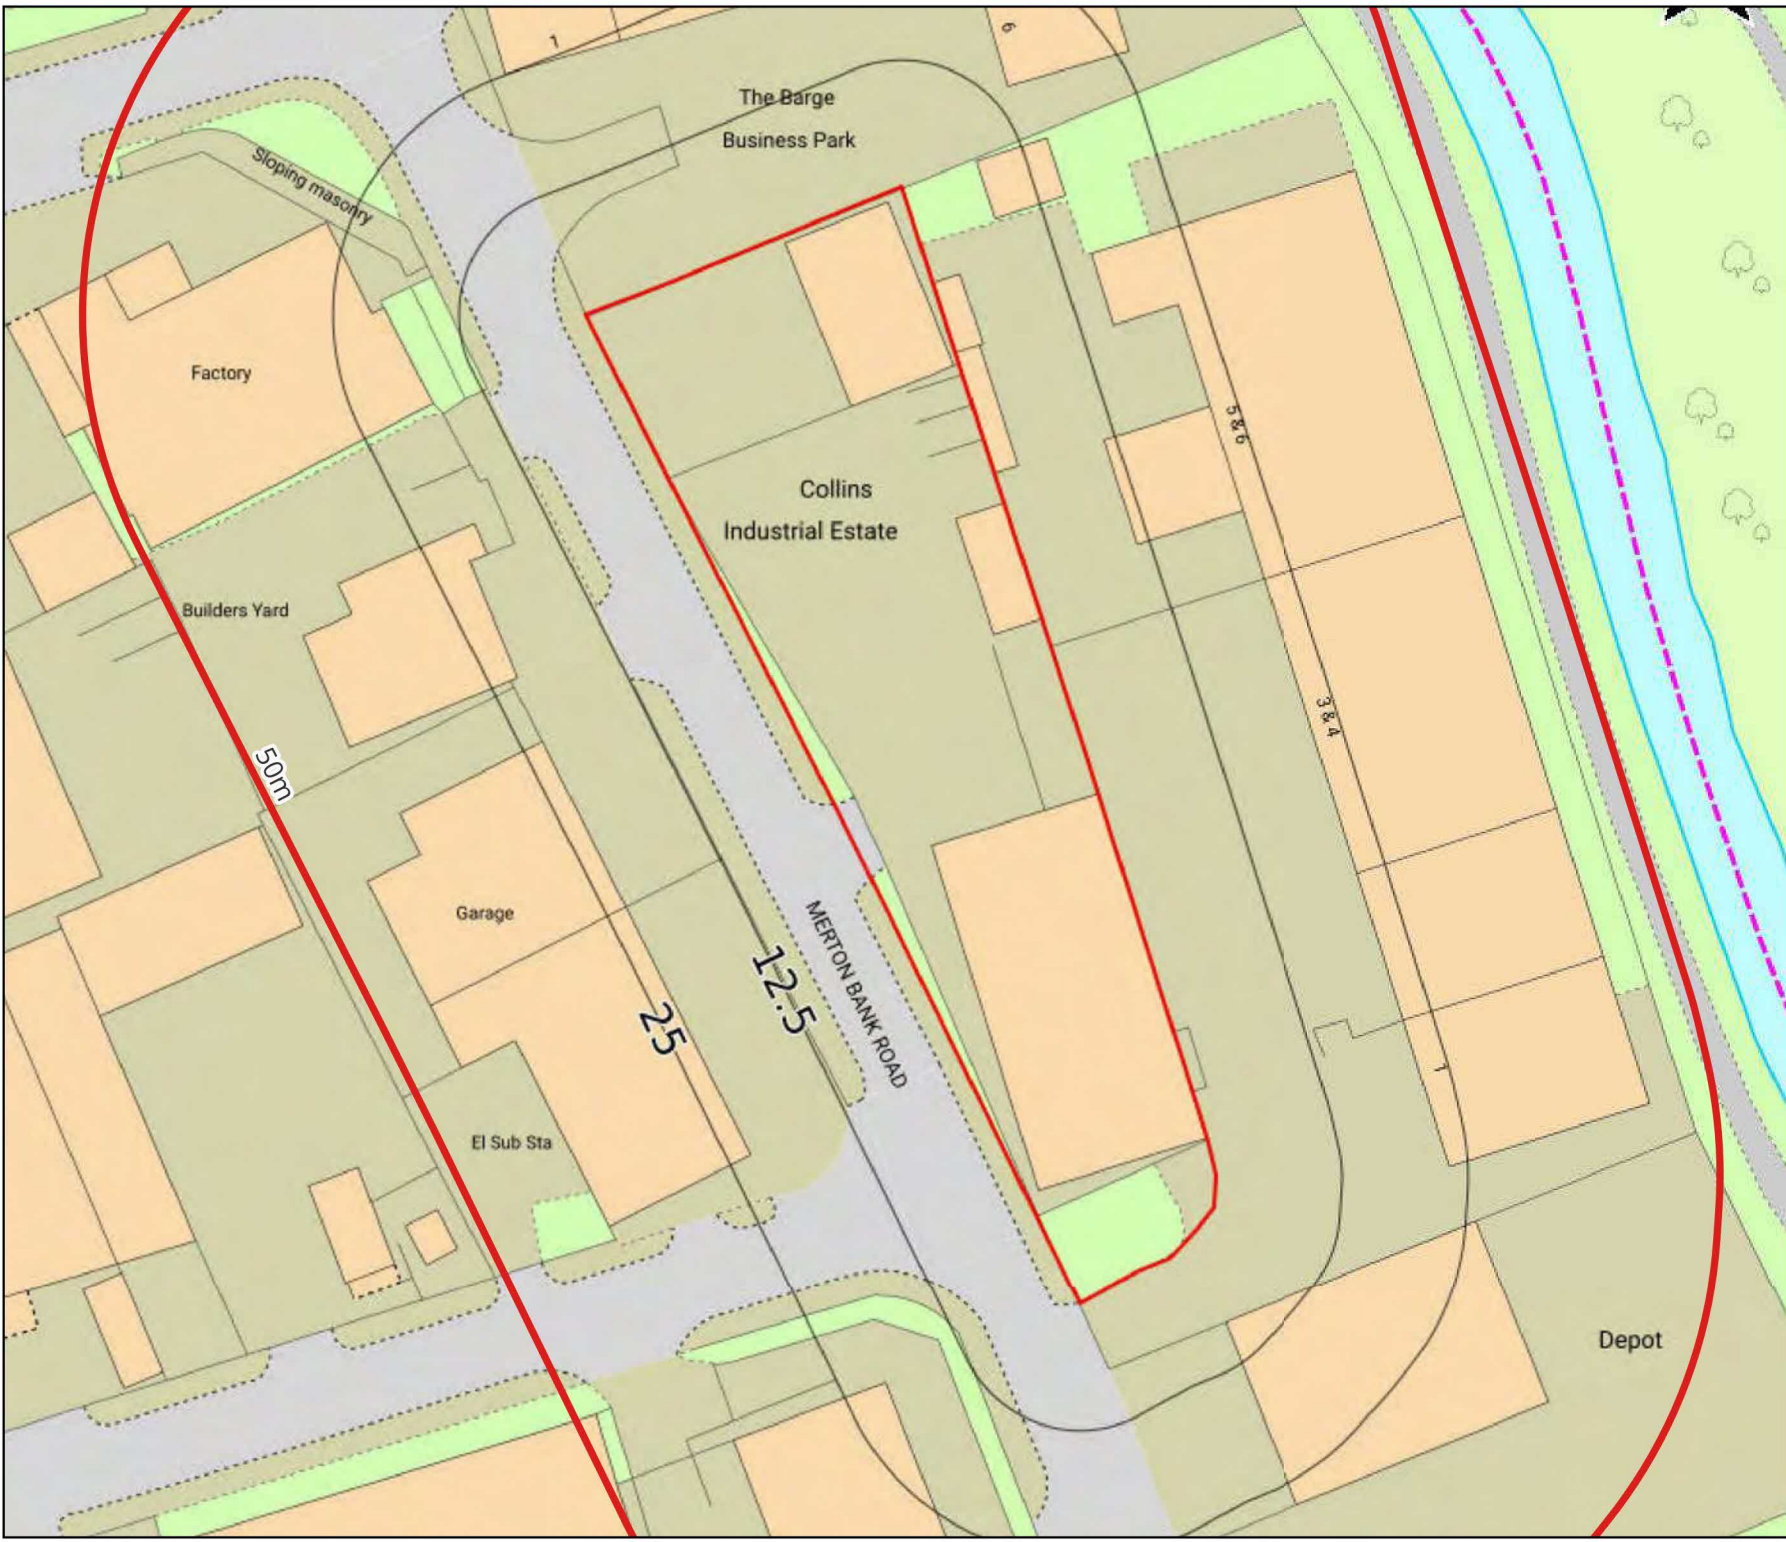 1
6
The Barge
Business Park
Sloping masonry
Factory
5 & 6
Collins
Industrial Estate
Builders Yard
3 & 4
50m
Garage
MERTON BANK ROAD
12.5
25
1
El Sub Sta
Depot